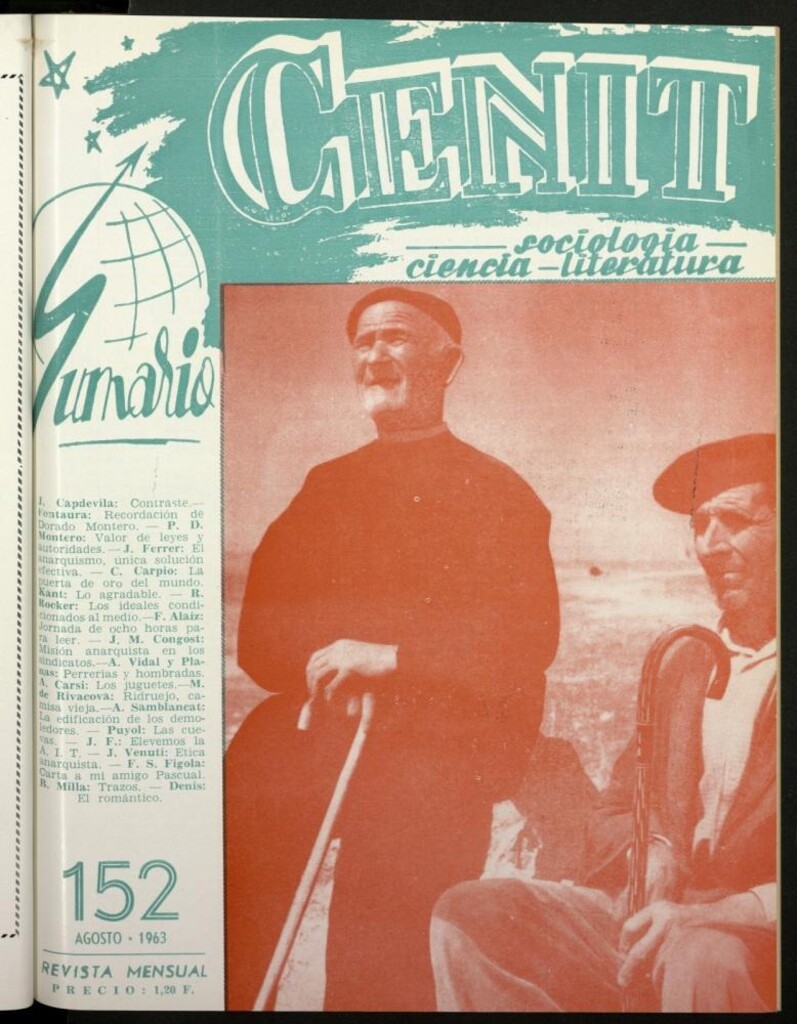 CENIT
sociologia
ciencia - literatura
Sumario
J. Capdevila: Contraste.—
Fontaura: Recordación de
Dorado Montero. — P. D.
Montero: Valor de leyes y
autoridades. — J. Ferrer: El
anarquismo, única solución
efectiva. — C. Carpio: La
puerta de oro del mundo.
Kant: Lo agradable. — R.
Rocker: Los ideales condi-
cionados al medio.—F. Alaiz:
Jornada de ocho horas pa-
ra leer. — J. M. Congost:
Misión anarquista en los
sindicatos.—A. Vidal y Pla-
nas: Perrerías y hombradas.
A. Carsi: Los juguetes.—M.
de Rivacova: Ridruejo, ca-
misa vieja.—A. Samblancat:
La edificación de los demo-
ledores. — Puyol: Las cue-
vas. — J. F.: Elevemos la
A. I. T. — J. Venuti: Etica
anarquista. — F. S. Figola:
Carta a mi amigo Pascual.
B. Milla: Trazos. — Denis:
El romántico.
152
AGOSTO - 1963
REVISTA MENSUAL
PRECIO: 1,20 F.